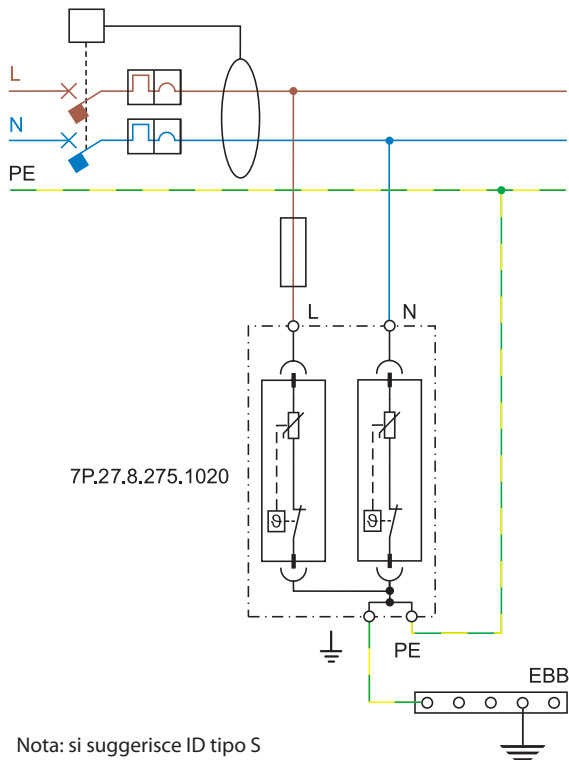 L
N
PE
L
N
7P.27.8.275.1020
ϑ
ϑ
PE
EBB
Nota: si suggerisce ID tipo S